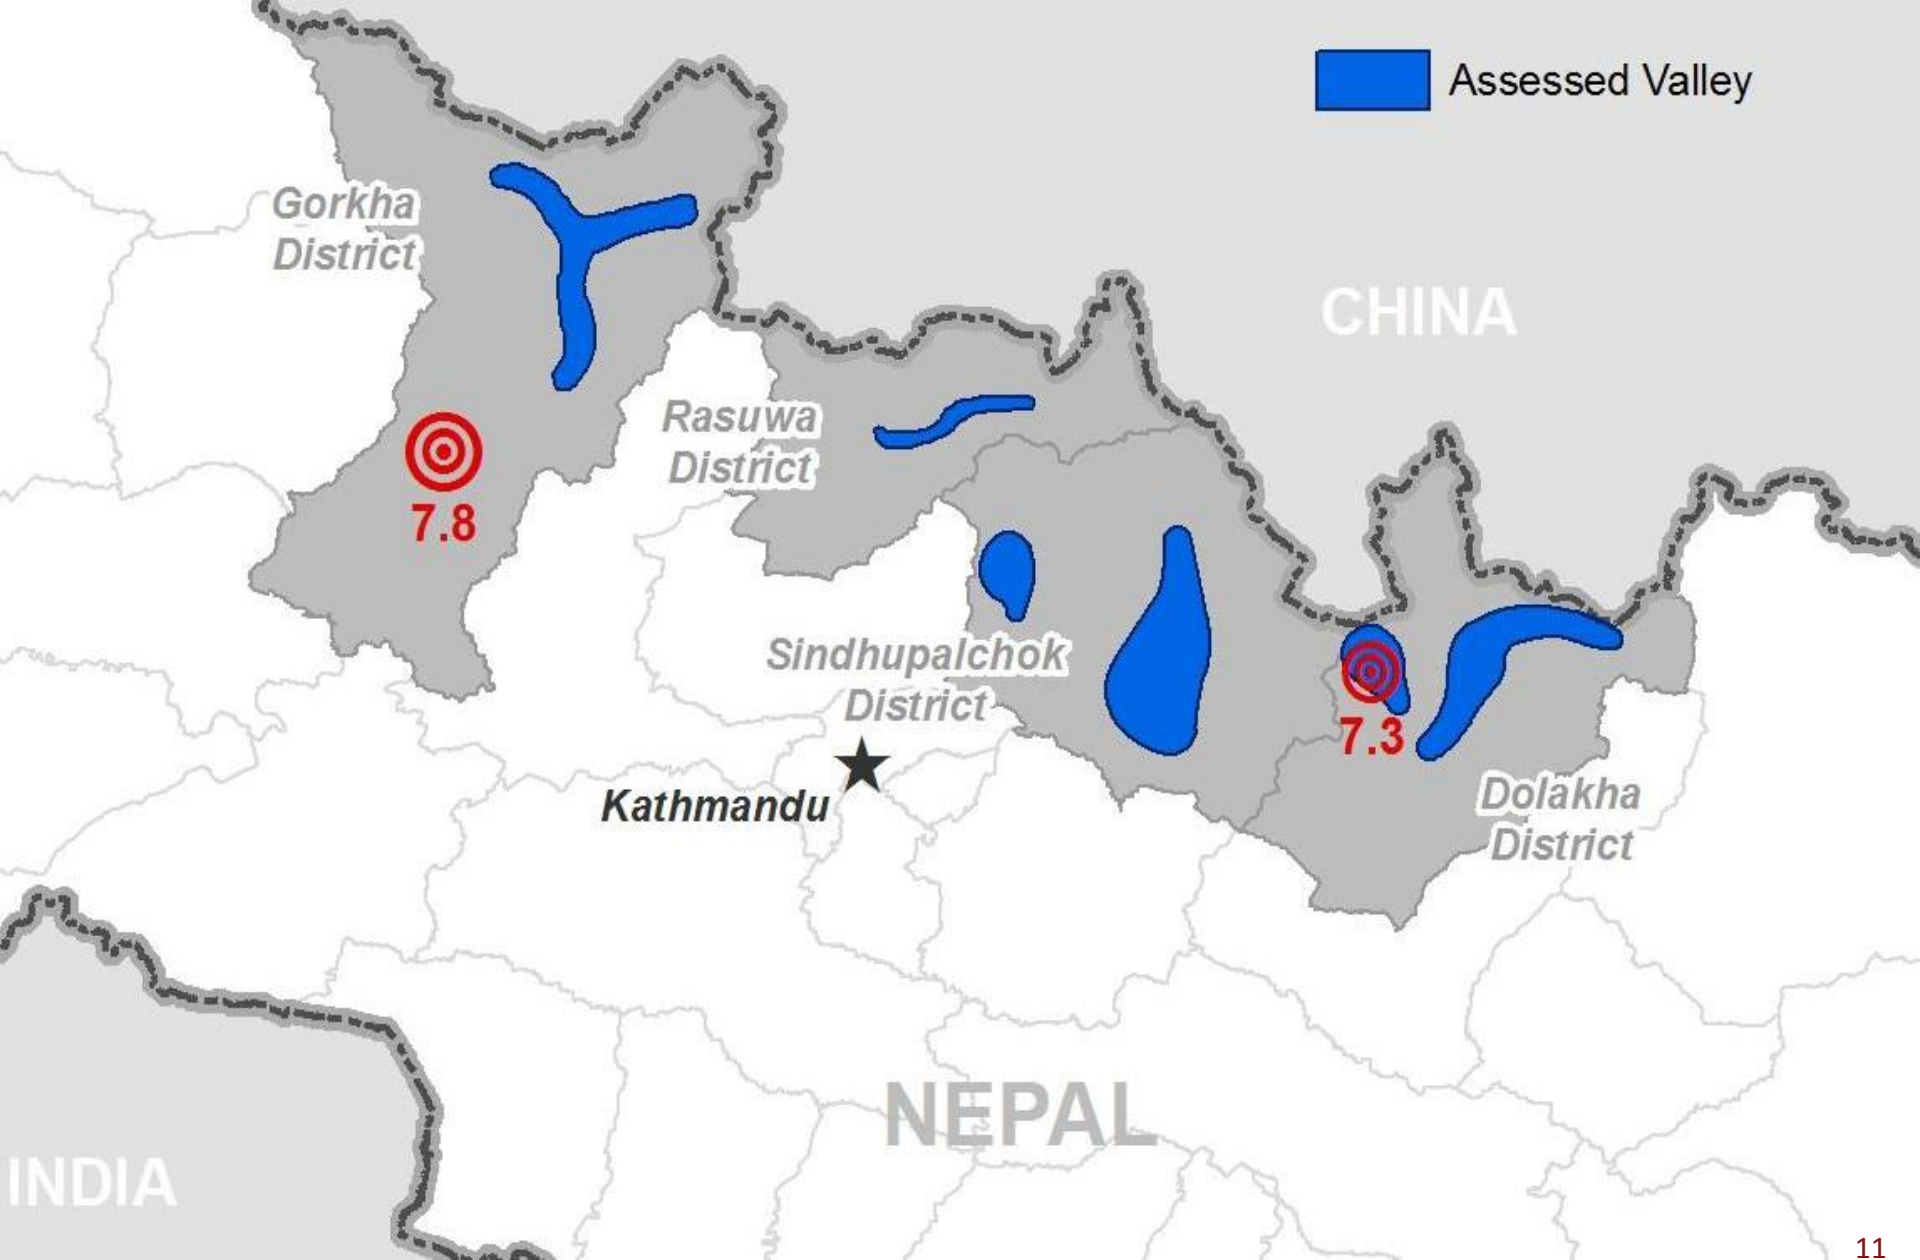 Assessed Valley
Gorkha
District
CHINA
Rasuwa
District
7.8
Sindhupalchok
District
7.3
Kathmandu
Dolakha
District
NEPAL
INDIA
11